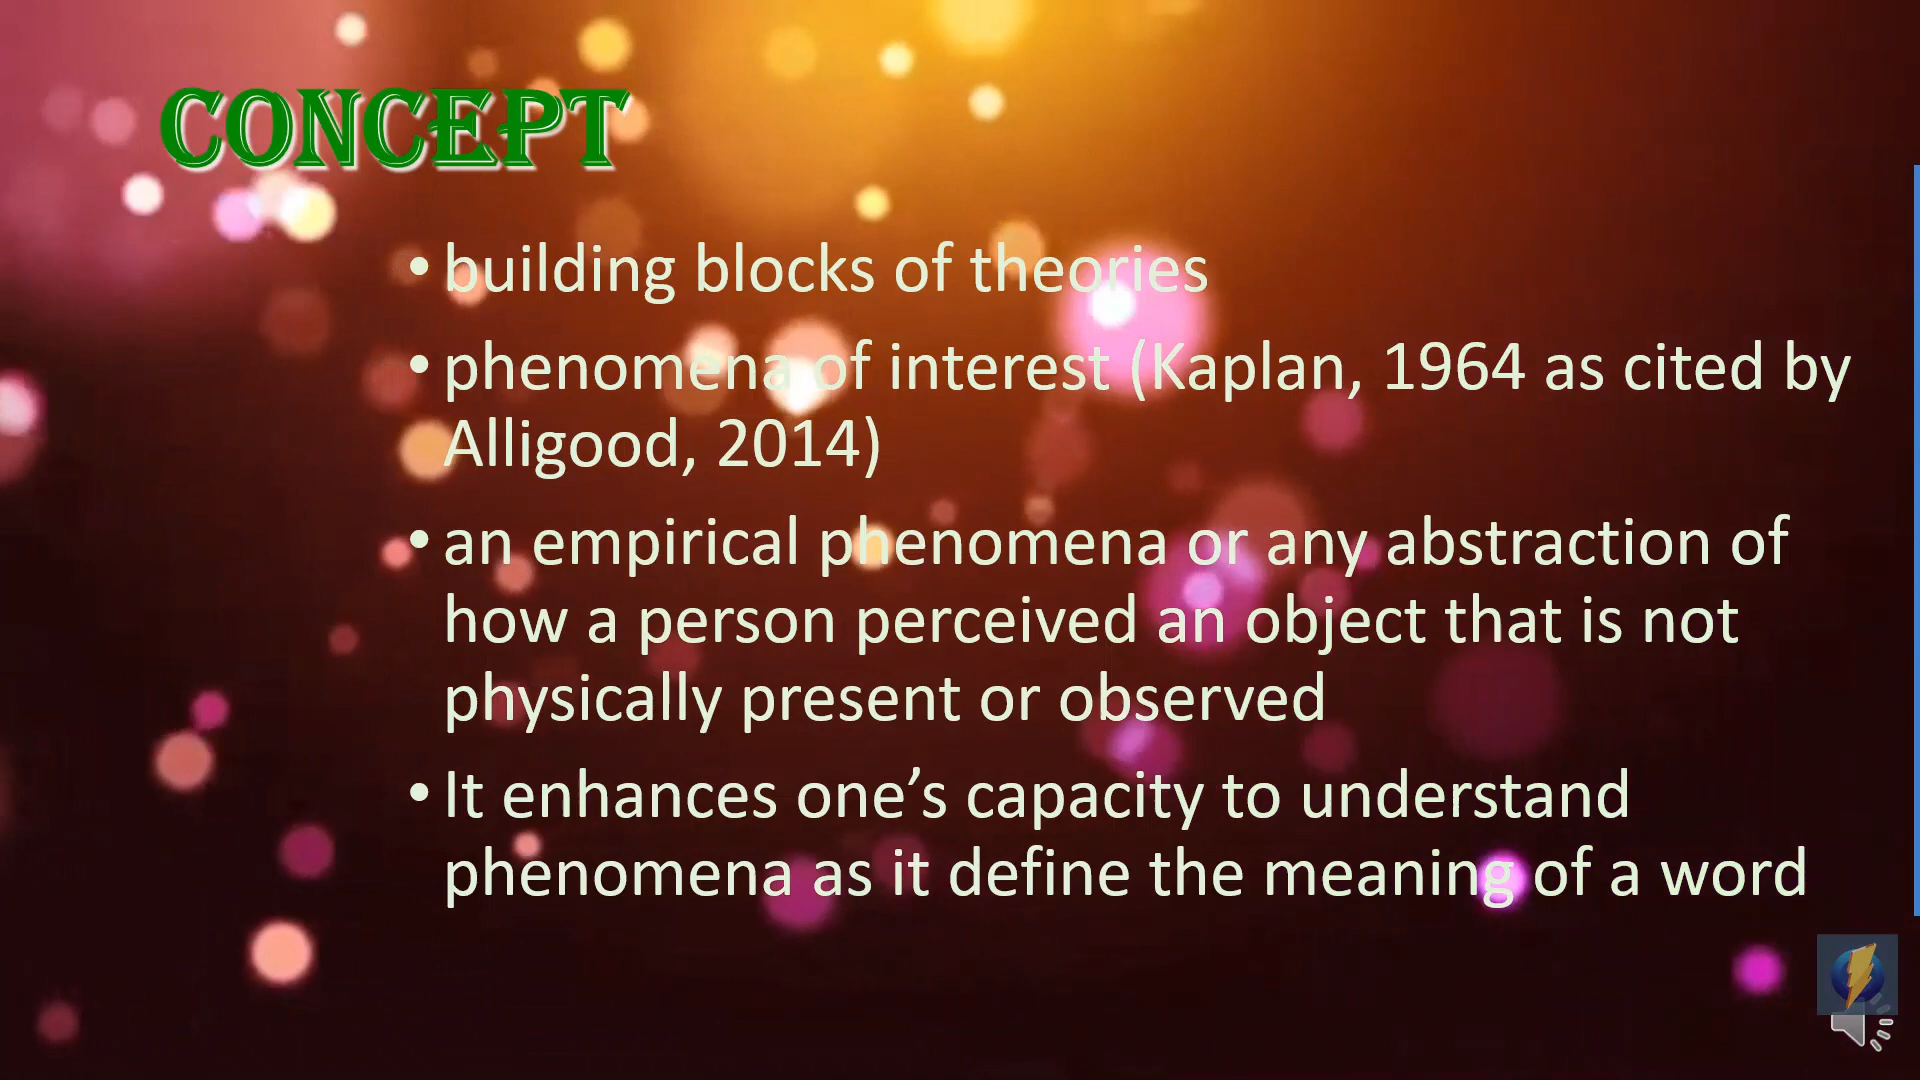 CONCEPT
• building blocks of theories
• phenomena of interest (Kaplan, 1964 as cited by
Alligood, 2014)
• an empirical phenomena or any abstraction of
how a person perceived an object that is not
physically present or observed
• It enhances one’s capacity to understand
phenomena as it define the meaning of a word